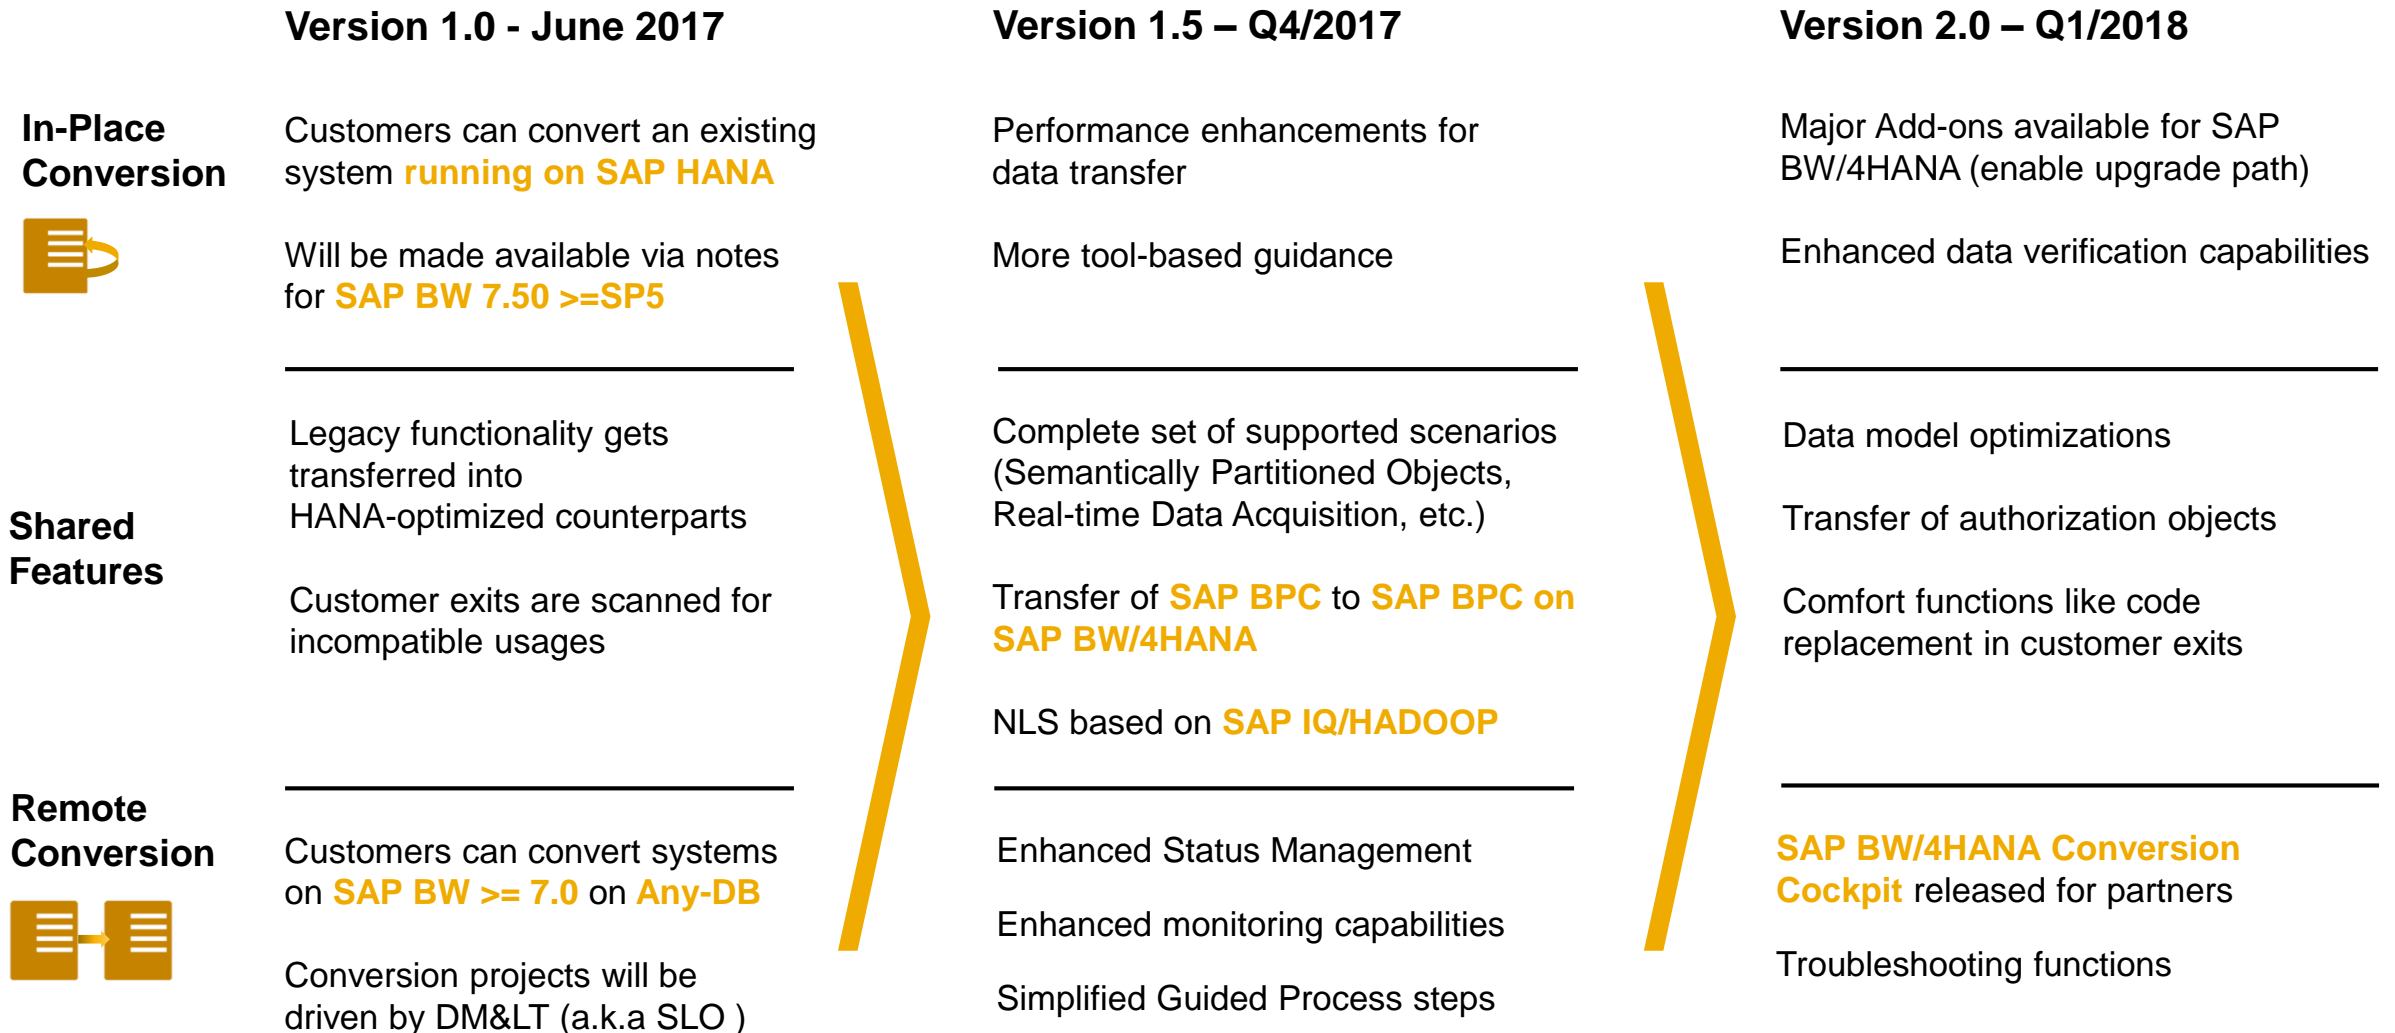 Version 1.0 - June 2017
Version 1.5 – Q4/2017
Version 2.0 – Q1/2018
In-Place
Conversion
Customers can convert an existing
system running on SAP HANA
Will be made available via notes
for SAP BW 7.50 >=SP5
Performance enhancements for
data transfer
More tool-based guidance
Major Add-ons available for SAP
BW/4HANA (enable upgrade path)
Enhanced data verification capabilities
Shared
Features
Legacy functionality gets
transferred into
HANA-optimized counterparts
Customer exits are scanned for
incompatible usages
Complete set of supported scenarios
(Semantically Partitioned Objects,
Real-time Data Acquisition, etc.)
Transfer of SAP BPC to SAP BPC on
SAP BW/4HANA
NLS based on SAP IQ/HADOOP
Data model optimizations
Transfer of authorization objects
Comfort functions like code
replacement in customer exits
Remote
Conversion
Customers can convert systems
on SAP BW >= 7.0 on Any-DB
Conversion projects will be
driven by DM&LT (a.k.a SLO )
Enhanced Status Management
Enhanced monitoring capabilities
Simplified Guided Process steps
SAP BW/4HANA Conversion
Cockpit released for partners
Troubleshooting functions